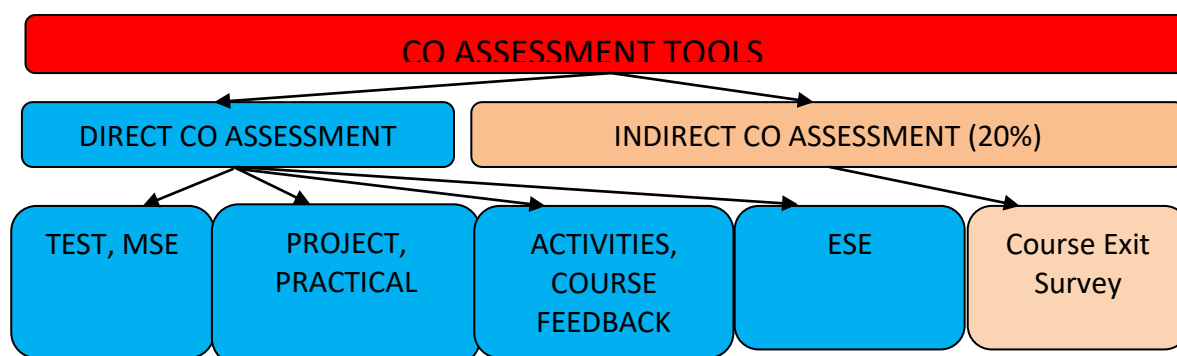 CO ASSESSMENT TOOLS
DIRECT CO ASSESSMENT
INDIRECT CO ASSESSMENT (20%)
TEST, MSE
PROJECT,
PRACTICAL
ACTIVITIES,
COURSE
FEEDBACK
ESE
Course Exit
Survey